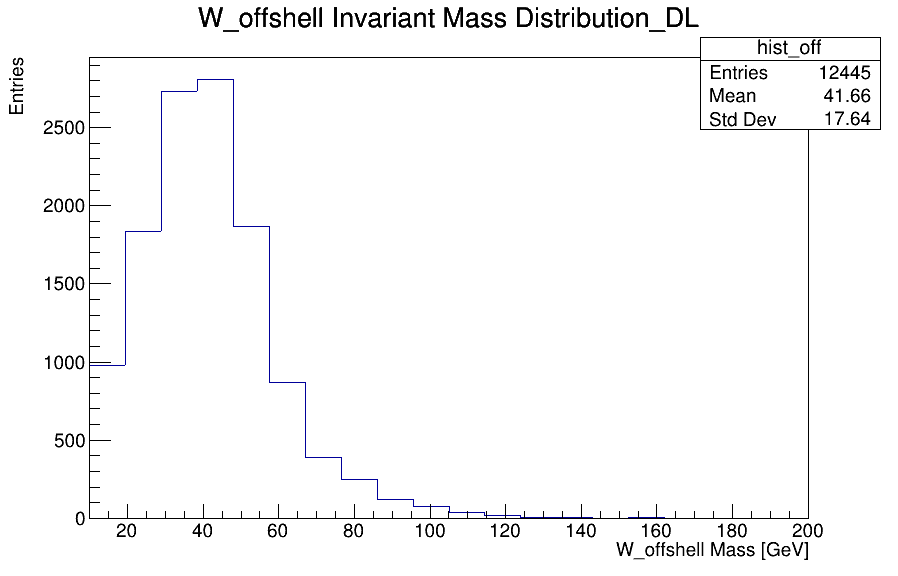 W_offshell Invariant Mass Distribution_DL
hist_off
Entries 12445
Mean 41.66
Std Dev 17.64
Entries
2500
2000
1500
1000
500
0
20 40 60 80 100 120 140 160 180 200
W_offshell Mass [GeV]